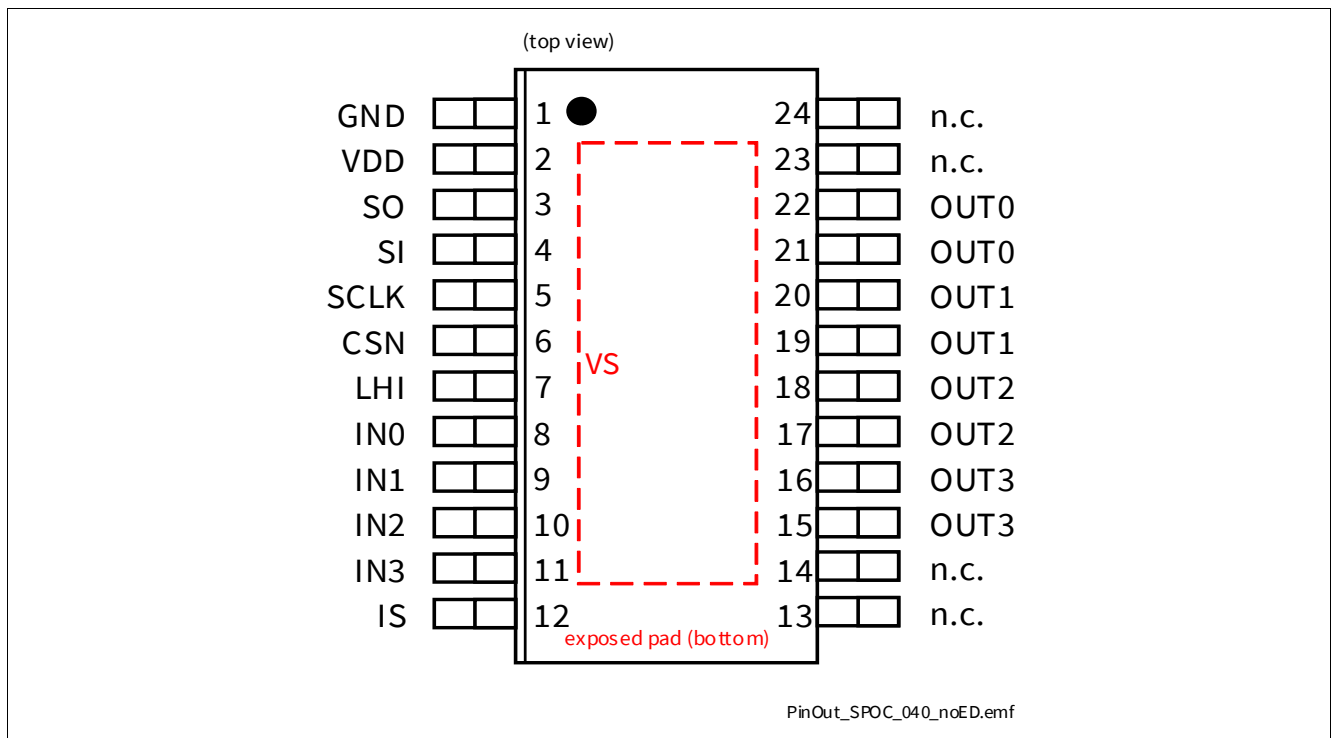 (top view)
GND 1 24 n.c.
VDD 2 23 n.c.
SO 3 22 OUT0
SI 4 21 OUT0
SCLK 5 20 OUT1
CSN 6 19 OUT1
VS
LHI 7 18 OUT2
IN0 8 17 OUT2
IN1 9 16 OUT3
IN2 10 15 OUT3
IN3 11 14 n.c.
IS 12 13 n.c.
exposed pad (bottom)
PinOut_SPOC_040_noED.emf